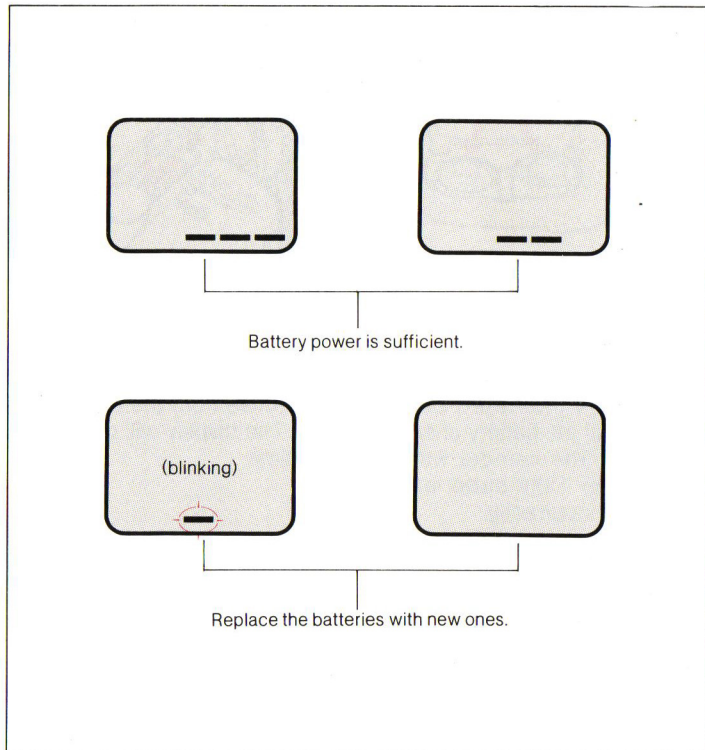 Battery power is sufficient.
(blinking)
Replace the batteries with new ones.